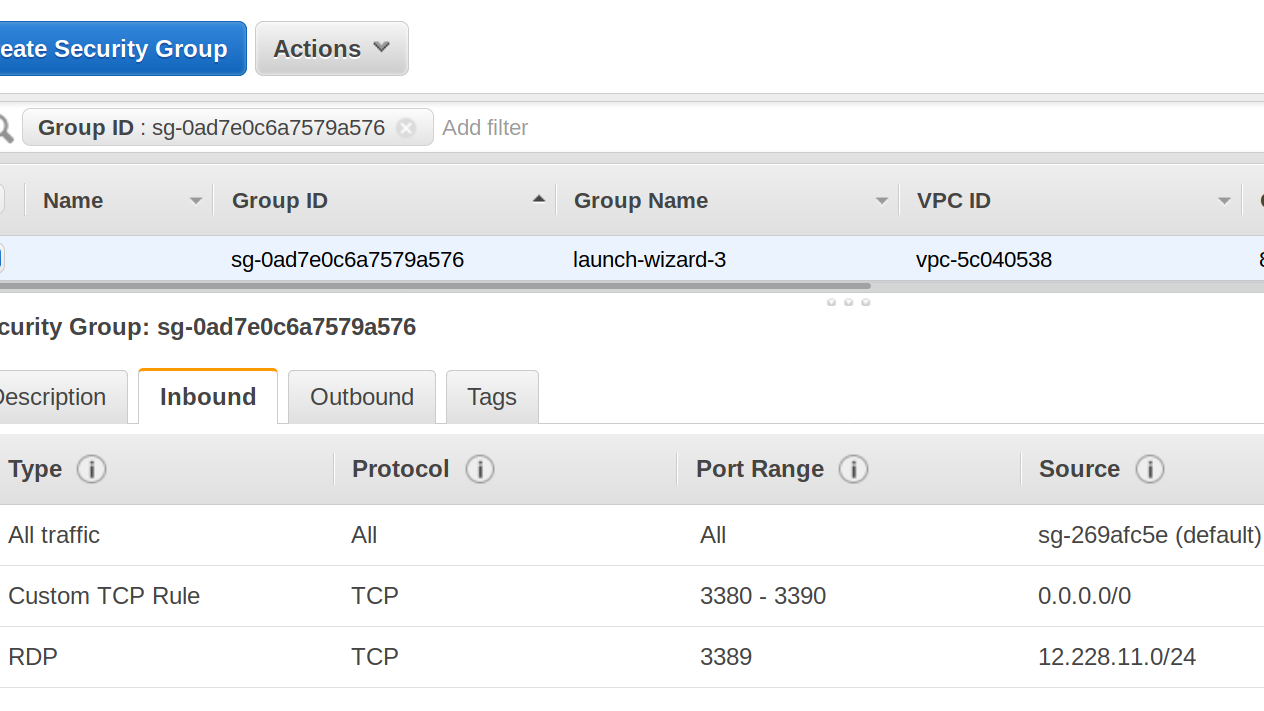 eate Security Group Actions
Group ID : sg-0ad7e0c6a7579a576 Add filter
Name Group ID Group Name VPC ID
sg-0ad7e0c6a7579a576 launch-wizard-3 vpc-5c040538
curity Group: sg-0ad7e0c6a7579a576
Description Inbound Outbound Tags
Type Protocol Port Range Source
All traffic All All sg-269afc5e (default)
Custom TCP Rule TCP 3380 - 3390 0.0.0.0/0
RDP TCP 3389 12.228.11.0/24